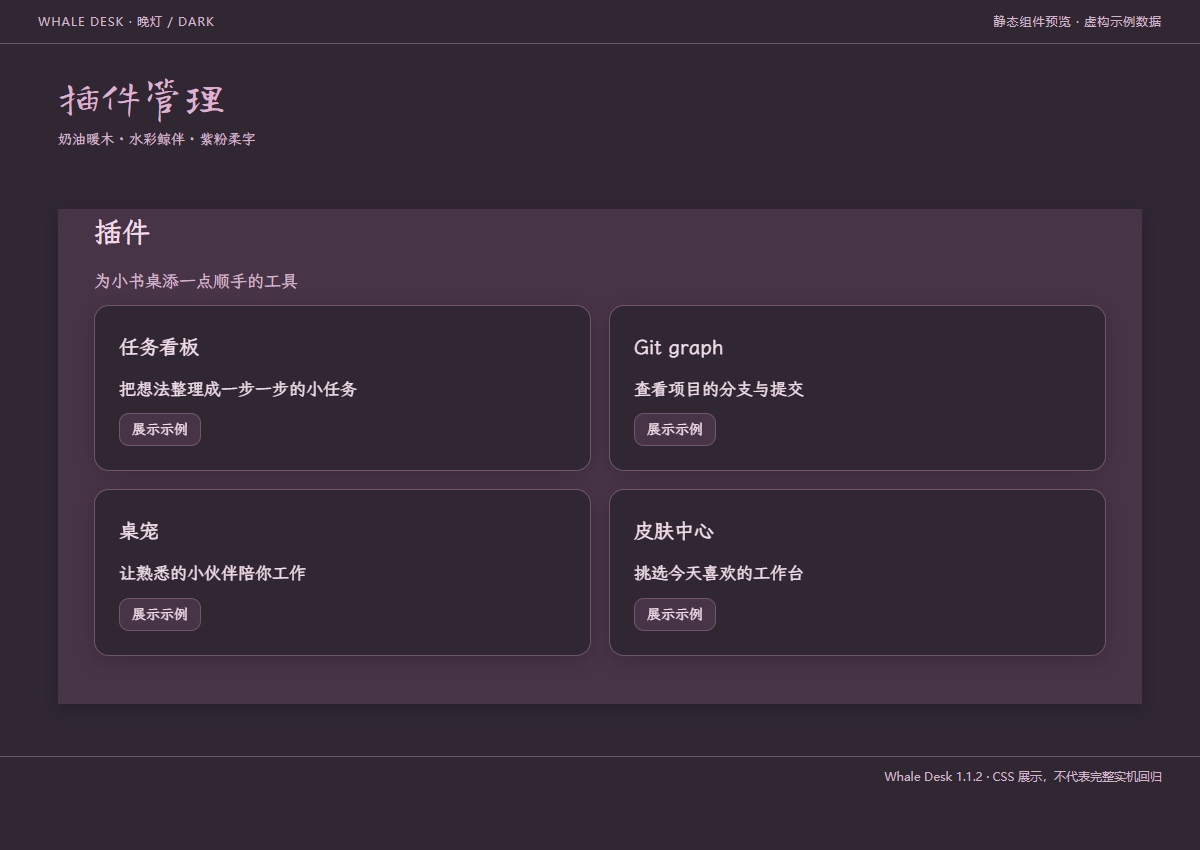 WHALE DESK · 晚灯 / DARK
静态组件预览 · 虚构示例数据
插件管理
奶油暖木 · 水彩鲸伴 · 紫粉柔字
插件
为小书桌添一点顺手的工具
任务看板
把想法整理成一步一步的小任务
展示示例
Git graph
查看项目的分支与提交
展示示例
桌宠
让熟悉的小伙伴陪你工作
展示示例
皮肤中心
挑选今天喜欢的工作台
展示示例
Whale Desk 1.1.2 · CSS 展示，不代表完整实机回归